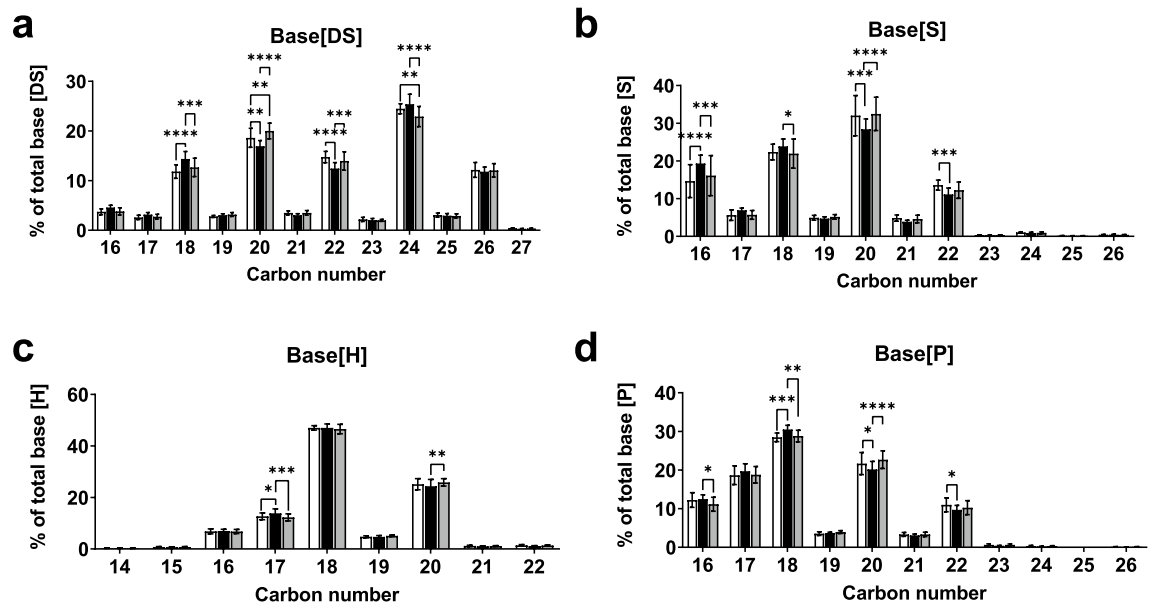 a
Base[DS]
% of total base [DS]
30
20
10
0
**** *** ** ** **** **** *** ** ****
16 17 18 19 20 21 22 23 24 25 26 27
Carbon number
b
Base[S]
% of total base [S]
40
30
20
10
0
**** *** * *** **** ***
16 17 18 19 20 21 22 23 24 25 26
Carbon number
c
Base[H]
% of total base [H]
60
40
20
0
* *** **
14 15 16 17 18 19 20 21 22
Carbon number
d
Base[P]
% of total base [P]
40
30
20
10
0
* *** ** * **** *
16 17 18 19 20 21 22 23 24 25 26
Carbon number